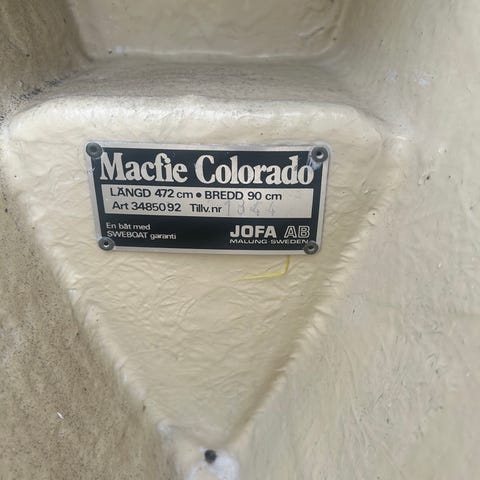 Macfie Colorado
LÄNGD 472 cm • BREDD 90 cm
Art 3485092 Tillv.nr
En båt med
SWEBOAT garanti
JOFA AB
MALUNG·SWEDEN